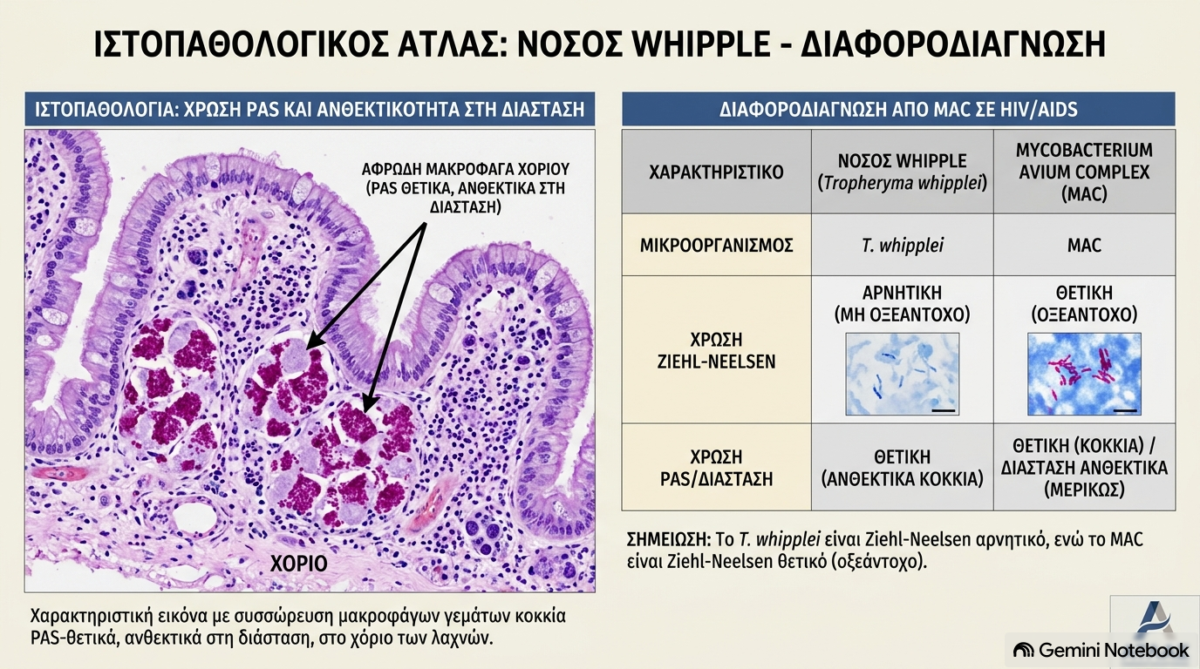 ΙΣΤΟΠΑΘΟΛΟΓΙΚΟΣ ΑΤΛΑΣ: ΝΟΣΟΣ WHIPPLE - ΔΙΑΦΟΡΟΔΙΑΓΝΩΣΗ
ΙΣΤΟΠΑΘΟΛΟΓΙΑ: ΧΡΩΣΗ PAS ΚΑΙ ΑΝΘΕΚΤΙΚΟΤΗΤΑ ΣΤΗ ΔΙΑΣΤΑΣΗ
ΑΦΡΩΔΗ ΜΑΚΡΟΦΑΓΑ ΧΟΡΙΟΥ
(PAS ΘΕΤΙΚΑ, ΑΝΘΕΚΤΙΚΑ ΣΤΗ
ΔΙΑΣΤΑΣΗ)
ΧΟΡΙΟ
Χαρακτηριστική εικόνα με συσσώρευση μακροφάγων γεμάτων κοκκία
PAS-θετικά, ανθεκτικά στη διάσταση, στο χόριο των λαχνών.
ΔΙΑΦΟΡΟΔΙΑΓΝΩΣΗ ΑΠΟ MAC ΣΕ HIV/AIDS
ΧΑΡΑΚΤΗΡΙΣΤΙΚΟ
ΝΟΣΟΣ WHIPPLE
(Tropheryma whipplei)
MYCOBACTERIUM
AVIUM COMPLEX
(MAC)
ΜΙΚΡΟΟΡΓΑΝΙΣΜΟΣ
T. whipplei
MAC
ΧΡΩΣΗ
ZIEHL-NEELSEN
ΑΡΝΗΤΙΚΗ
(ΜΗ ΟΞΕΑΝΤΟΧΟ)
ΘΕΤΙΚΗ
(ΟΞΕΑΝΤΟΧΟ)
ΧΡΩΣΗ
PAS/ΔΙΑΣΤΑΣΗ
ΘΕΤΙΚΗ
(ΑΝΘΕΚΤΙΚΑ ΚΟΚΚΙΑ)
ΘΕΤΙΚΗ (ΚΟΚΚΙΑ) /
ΔΙΑΣΤΑΣΗ ΑΝΘΕΚΤΙΚΑ
(ΜΕΡΙΚΩΣ)
ΣΗΜΕΙΩΣΗ: Το T. whipplei είναι Ziehl-Neelsen αρνητικό, ενώ το MAC
είναι Ziehl-Neelsen θετικό (οξεάντοχο).
Gemini Notebook